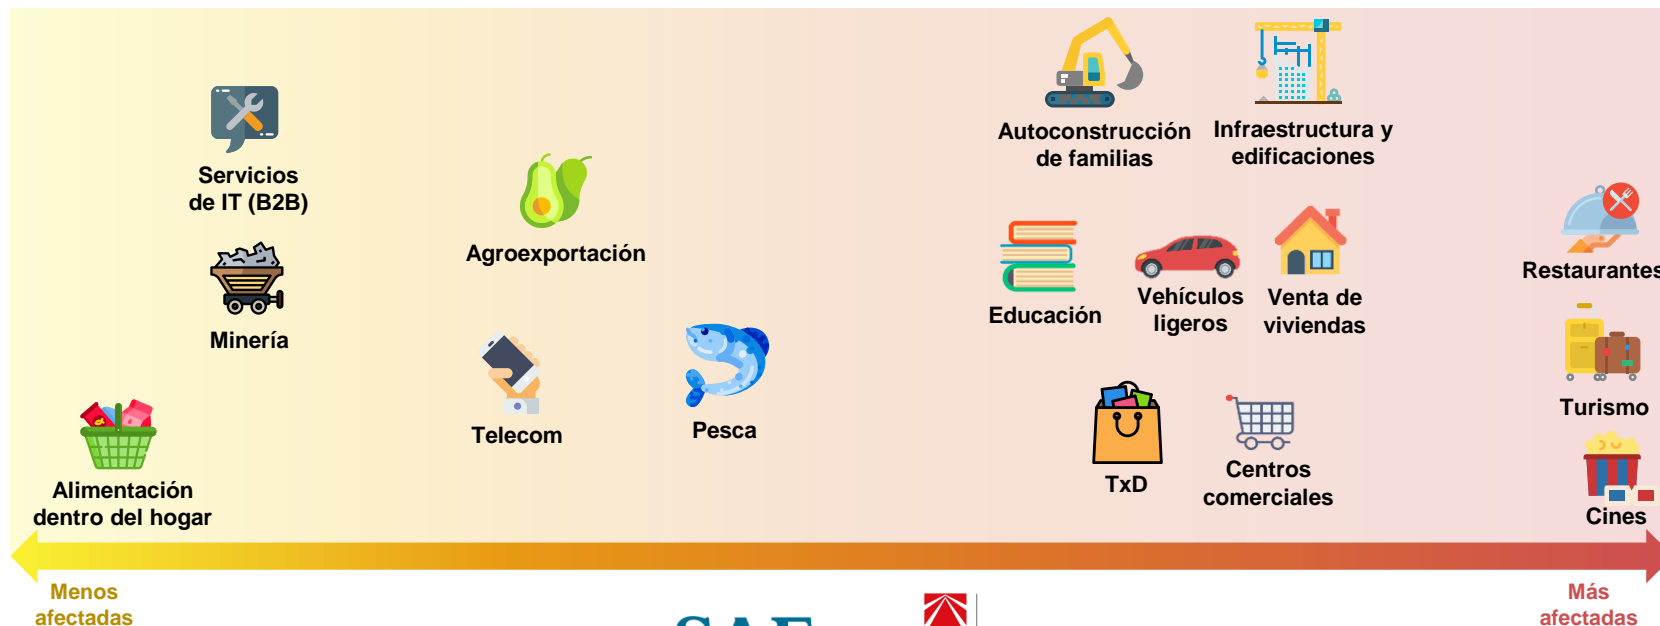 Servicios
de IT (B2B)
Minería
Alimentación
dentro del hogar
Agroexportación
Telecom
Pesca
Autoconstrucción
de familias
Infraestructura y
edificaciones
Educación
Vehículos
ligeros
Venta de
viviendas
TxD
Centros
comerciales
Restaurantes
Turismo
Cines
Menos
afectadas
Más
afectadas